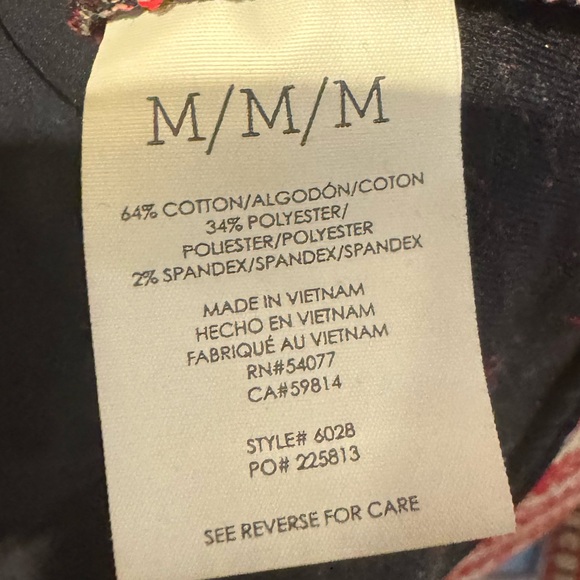 M/M/M
64% COTTON/ALGODÓN/COTON
34% POLYESTER/
POLIESTER/POLYESTER
2% SPANDEX/SPANDEX/SPANDEX
MADE IN VIETNAM
HECHO EN VIETNAM
FABRIQUÉ AU VIETNAM
RN#54077
CA#59814
STYLE# 6028
PO# 225813
SEE REVERSE FOR CARE